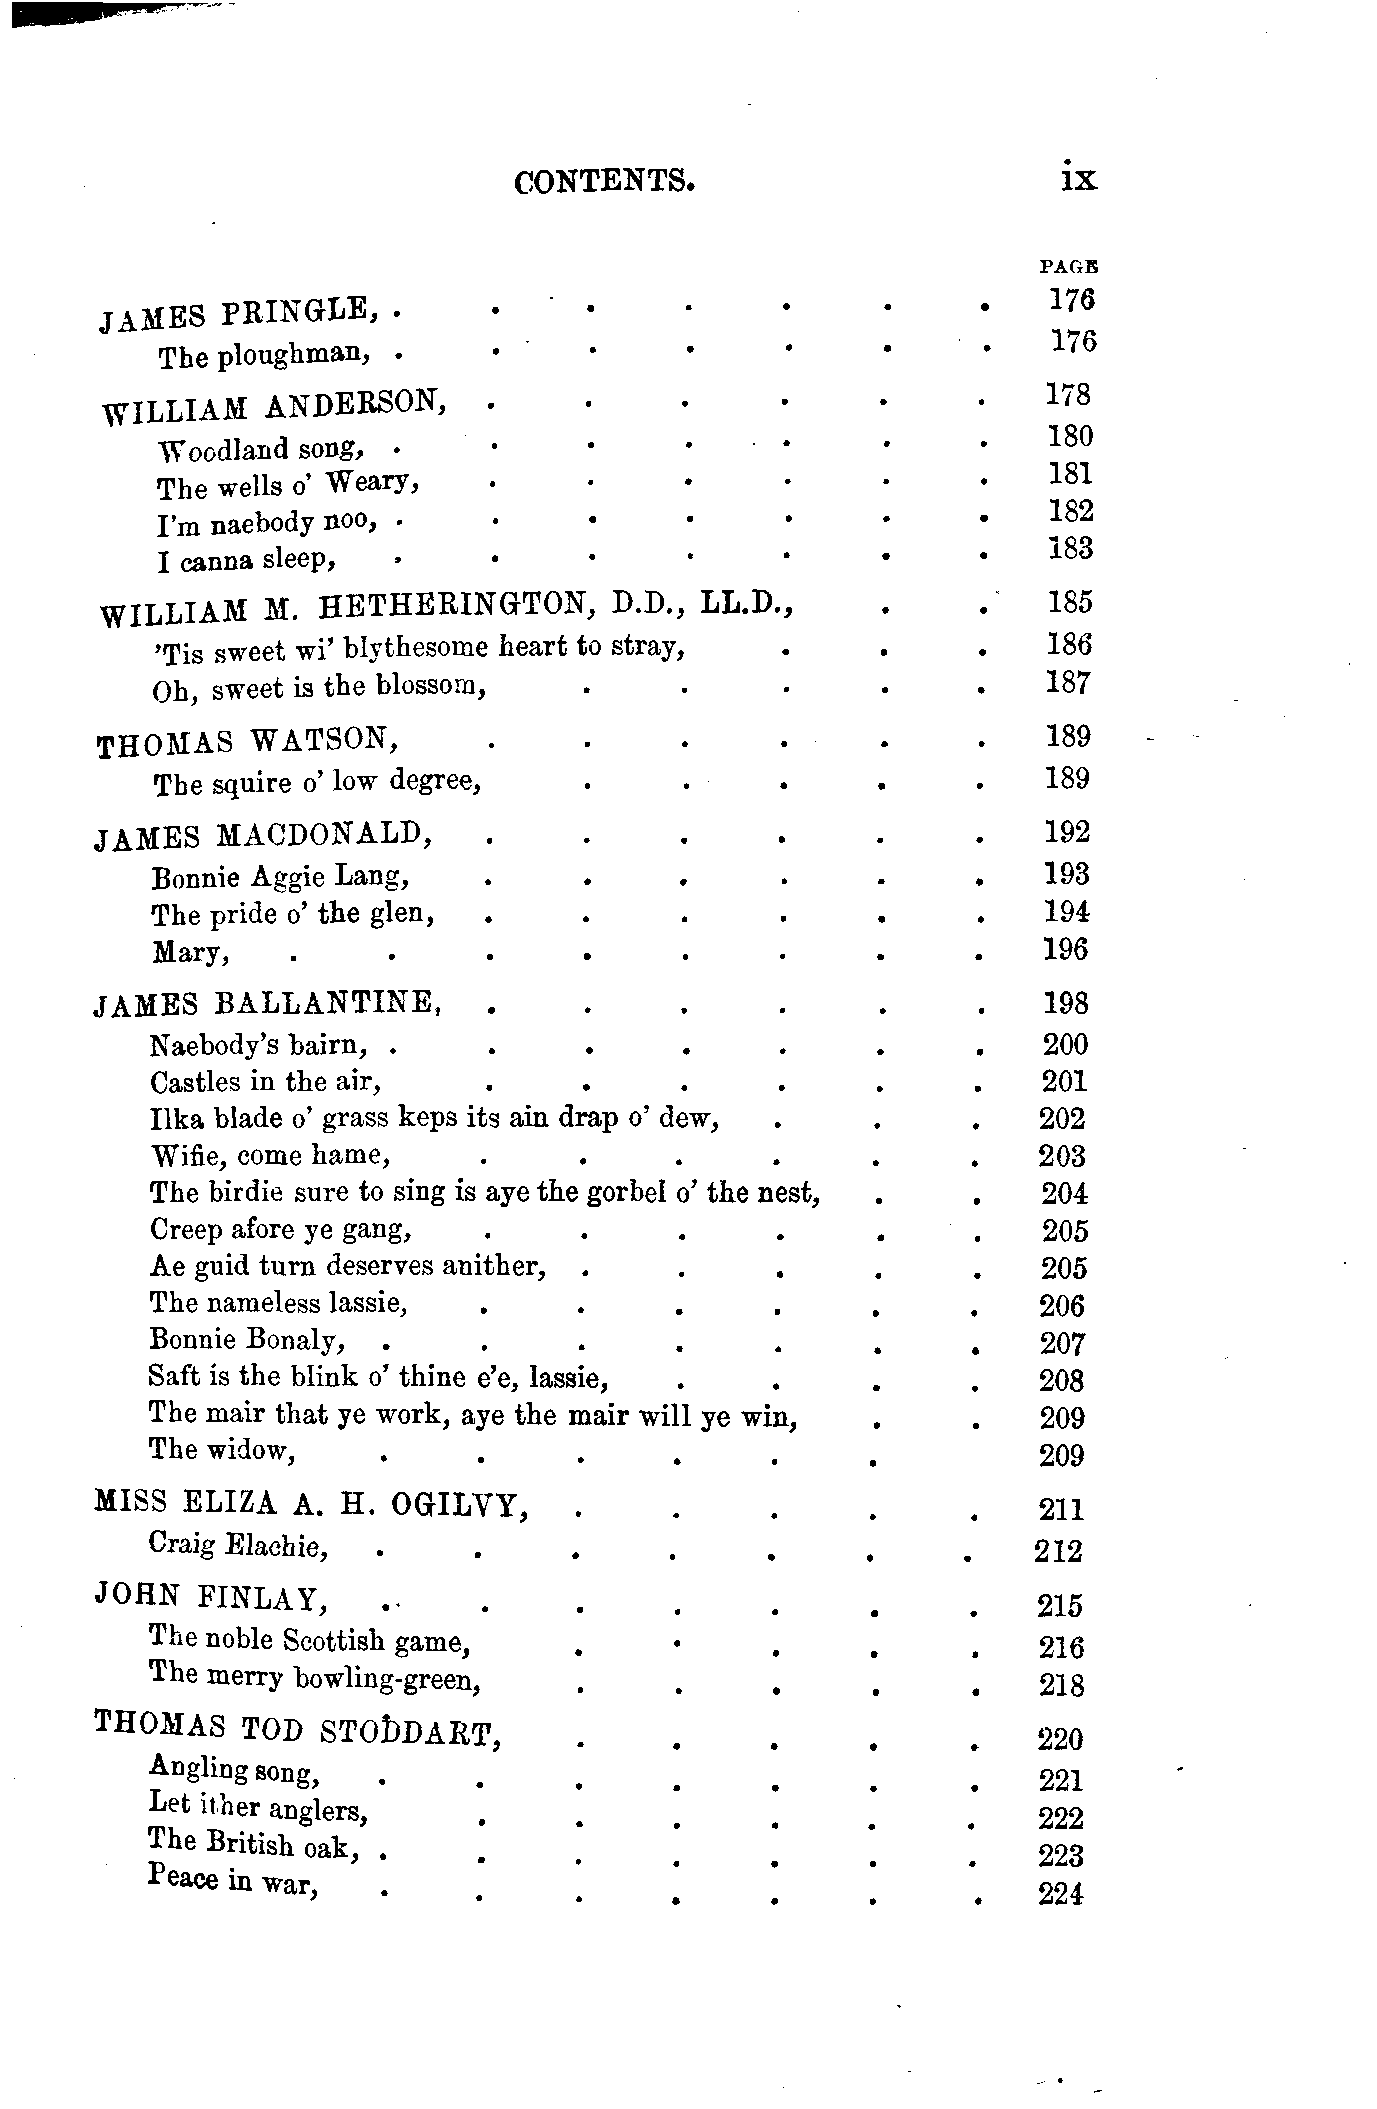 CONTENTS. ix
PAGE
JAMES PRINGLE, . . . . . . . 176
The ploughman, . . . . . . . 176
WILLIAM ANDERSON, . . . . . . 178
Woodland song, . . . . . . . 180
The wells o' Weary, . . . . . . 181
I'm naebody noo, . . . . . . . 182
I canna sleep, . . . . . . . 183
WILLIAM M. HETHERINGTON, D.D., LL.D., . . 185
'Tis sweet wi' blythesome heart to stray, . . . 186
Oh, sweet is the blossom, . . . . . 187
THOMAS WATSON, . . . . . . 189
The squire o' low degree, . . . . . 189
JAMES MACDONALD, . . . . . . 192
Bonnie Aggie Lang, . . . . . . 193
The pride o' the glen, . . . . . . 194
Mary, . . . . . . . . 196
JAMES BALLANTINE, . . . . . . 198
Naebody's bairn, . . . . . . . 200
Castles in the air, . . . . . . 201
Ilka blade o' grass keps its ain drap o' dew, . . . 202
Wifie, come hame, . . . . . . 203
The birdie sure to sing is aye the gorbel o' the nest, . . 204
Creep afore ye gang, . . . . . . 205
Ae guid turn deserves anither, . . . . . 205
The nameless lassie, . . . . . . 206
Bonnie Bonaly, . . . . . . . 207
Saft is the blink o' thine e'e, lassie, . . . . 208
The mair that ye work, aye the mair will ye win, . . 209
The widow, . . . . . . 209
MISS ELIZA A. H. OGILVY, . . . . . 211
Craig Elachie, . . . . . . . 212
JOHN FINLAY, . . . . . . . 215
The noble Scottish game, . . . . . 216
The merry bowling-green, . . . . . 218
THOMAS TOD STODDART, . . . . . 220
Angling song, . . . . . . . 221
Let ither anglers, . . . . . . 222
The British oak, . . . . . . . 223
Peace in war, . . . . . . . 224